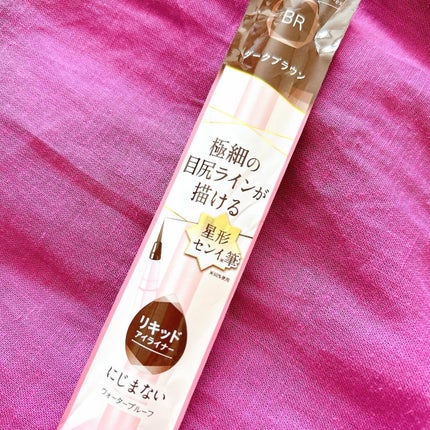 BR
ダークブラウン
極細の
目尻ラインが
描ける
星形
センイ筆
リキッド
アイライナー
にじまない
ウォータープルーフ